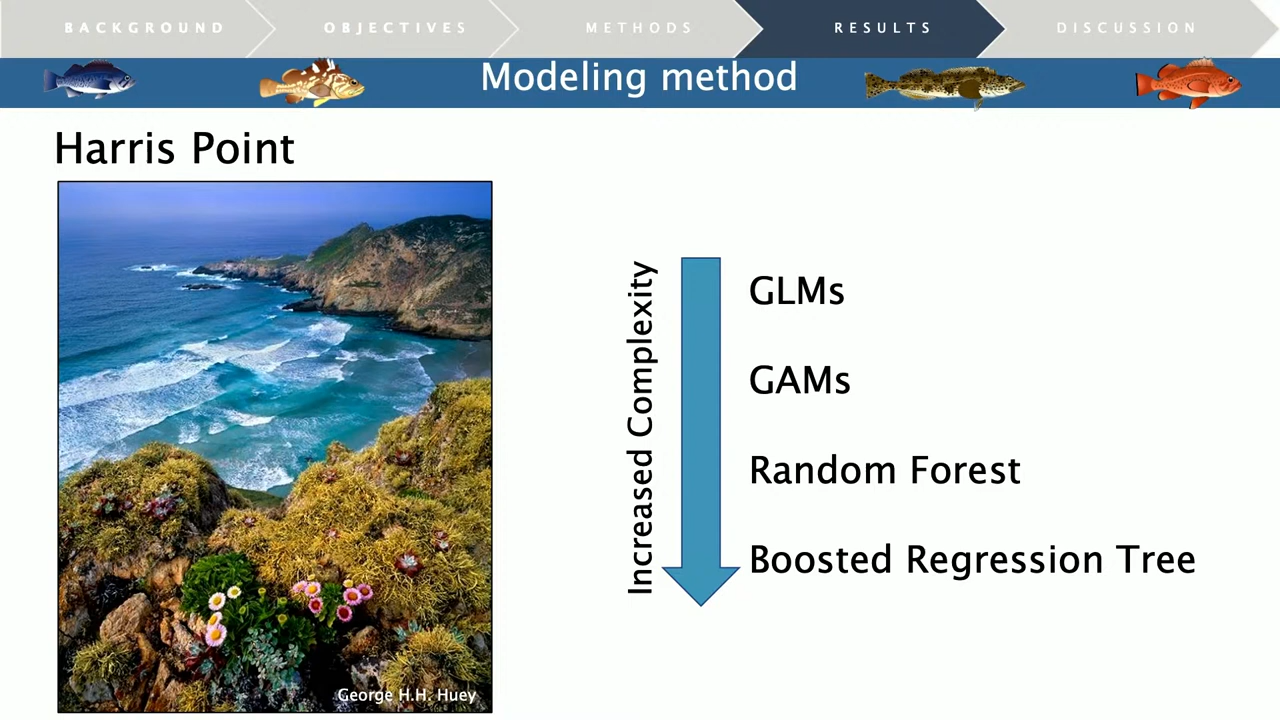 BACKGROUND
OBJECTIVES
METHODS
RESULTS
DISCUSSION
Modeling method
Harris Point
Increased Complexity
GLMs
GAMs
Random Forest
Boosted Regression Tree
George H.H. Huey